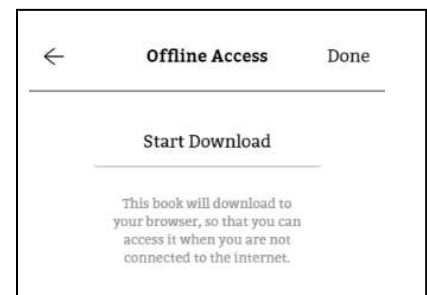 ← Offline Access Done
Start Download
This book will download to
your browser, so that you can
access it when you are not
connected to the internet.